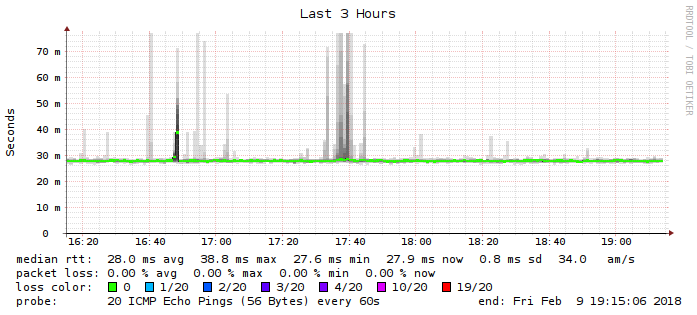 Last 3 Hours
RRDTOOL / TOBI OETIKER
Seconds
70 m
60 m
50 m
40 m
30 m
20 m
10 m
0
16:20 16:40 17:00 17:20 17:40 18:00 18:20 18:40 19:00
median rtt: 28.0 ms avg 38.8 ms max 27.6 ms min 27.9 ms now 0.8 ms sd 34.0 am/s
packet loss: 0.00 % avg 0.00 % max 0.00 % min 0.00 % now
loss color: 0 1/20 2/20 3/20 4/20 10/20 19/20
probe: 20 ICMP Echo Pings (56 Bytes) every 60s end: Fri Feb 9 19:15:06 2018